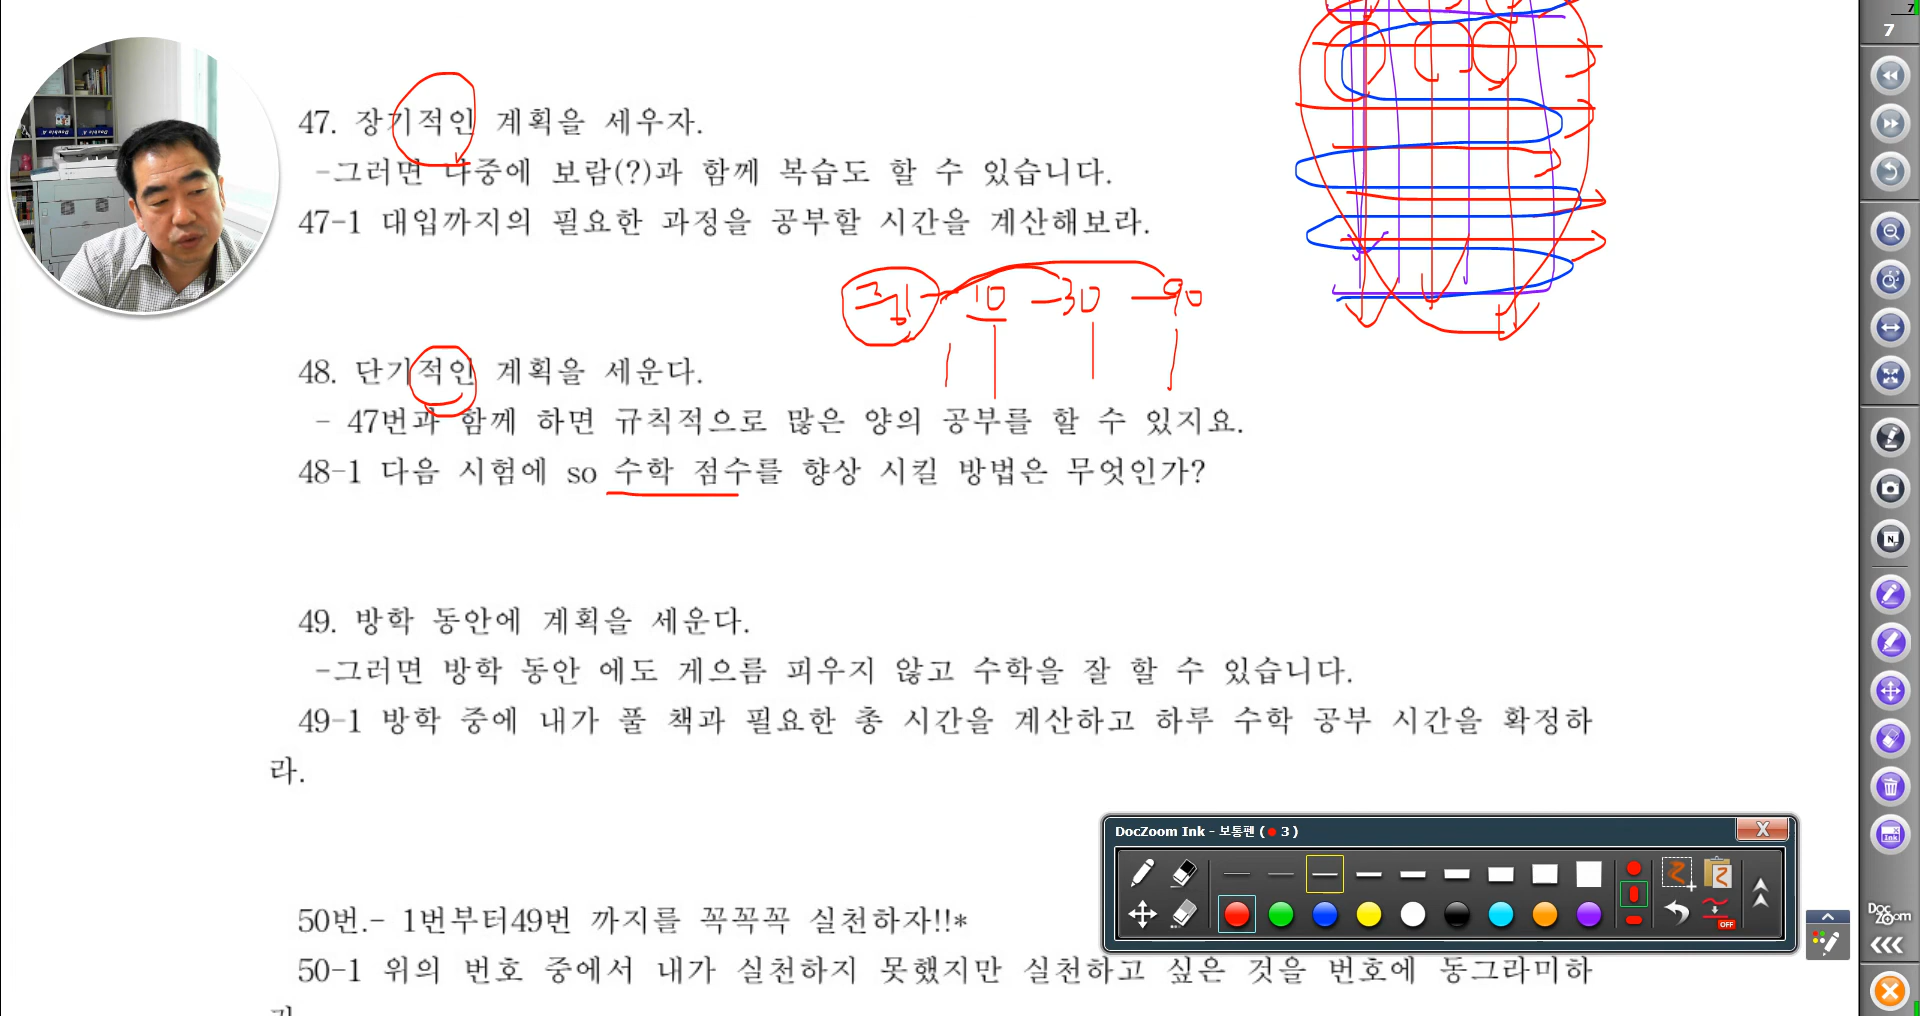 7
7
47. 장기적인 계획을 세우자.
-그러면 나중에 보람(?)과 함께 복습도 할 수 있습니다.
47-1 대입까지의 필요한 과정을 공부할 시간을 계산해보라.
10 - 30 - 90
48. 단기적인 계획을 세운다.
- 47번과 함께 하면 규칙적으로 많은 양의 공부를 할 수 있지요.
48-1 다음 시험에 so 수학 점수를 향상 시킬 방법은 무엇인가?
49. 방학 동안에 계획을 세운다.
-그러면 방학 동안 에도 게으름 피우지 않고 수학을 잘 할 수 있습니다.
49-1 방학 중에 내가 풀 책과 필요한 총 시간을 계산하고 하루 수학 공부 시간을 확정하
라.
DocZoom Ink - 보통펜 ( 3 )
OFF
50번.- 1번부터49번 까지를 꼭꼭꼭 실천하자!!*
50-1 위의 번호 중에서 내가 실천하지 못했지만 실천하고 싶은 것을 번호에 동그라미하
N
Ink
Doc
Zoom